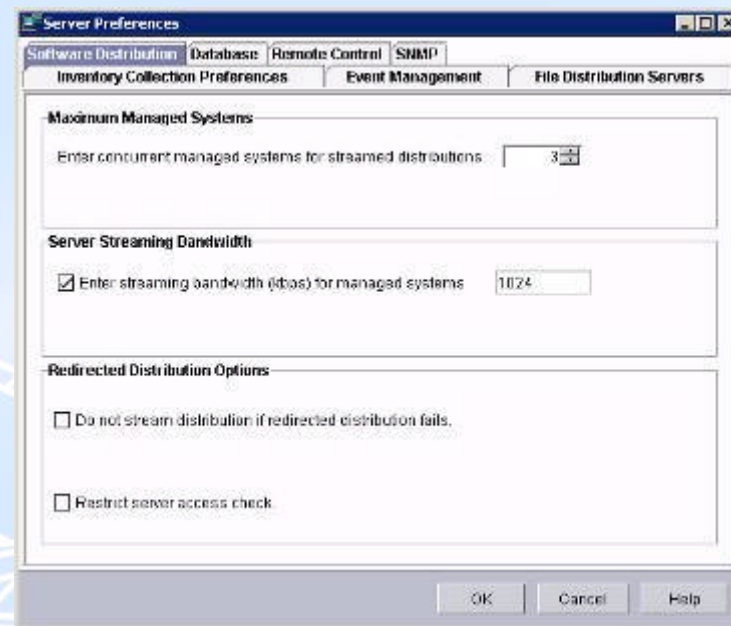 Server Preferences
Software Distribution Database Remote Control SNMP
Inventory Collection Preferences Event Management File Distribution Servers
Maximum Managed Systems
Enter concurrent managed systems for streamed distributions 3
Server Streaming Bandwidth
Enter streaming bandwidth (kbps) for managed systems 1024
Redirected Distribution Options
Do not stream distribution if redirected distribution fails.
Restrict server access check.
OK Cancel Help